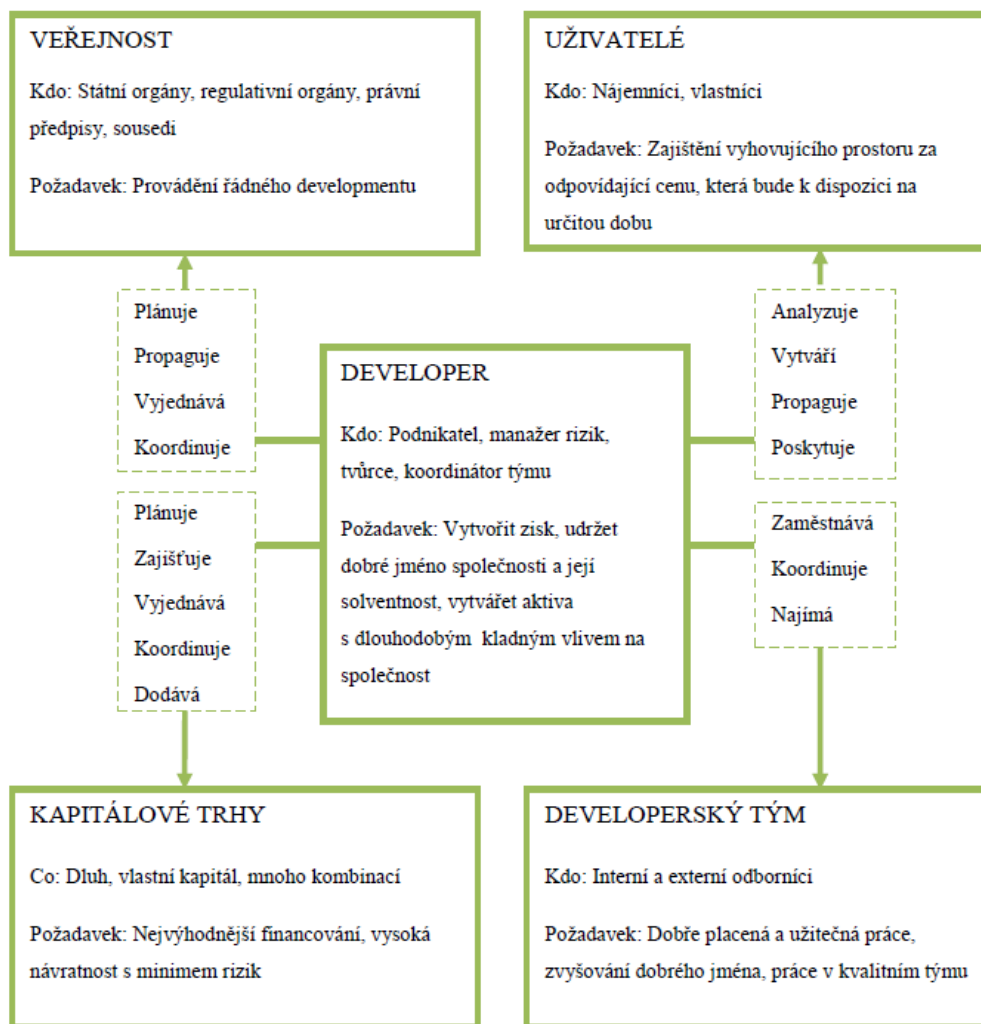 VEŘEJNOST
Kdo: Státní orgány, regulativní orgány, právní
předpisy, sousedi
Požadavek: Provádění řádného developmentu
UŽIVATELÉ
Kdo: Nájemníci, vlastníci
Požadavek: Zajištění vyhovujícího prostoru za
odpovídající cenu, která bude k dispozici na
určitou dobu
Plánuje
Propaguje
Vyjednává
Koordinuje
Analyzuje
Vytváří
Propaguje
Poskytuje
DEVELOPER
Kdo: Podnikatel, manažer rizik,
tvůrce, koordinátor týmu
Požadavek: Vytvořit zisk, udržet
dobré jméno společnosti a její
solventnost, vytvářet aktiva
s dlouhodobým kladným vlivem na
společnost
Plánuje
Zajišťuje
Vyjednává
Koordinuje
Dodává
Zaměstnává
Koordinuje
Najímá
KAPITÁLOVÉ TRHY
Co: Dluh, vlastní kapitál, mnoho kombinací
Požadavek: Nejvýhodnější financování, vysoká
návratnost s minimem rizik
DEVELOPERSKÝ TÝM
Kdo: Interní a externí odborníci
Požadavek: Dobře placená a užitečná práce,
zvyšování dobrého jména, práce v kvalitním týmu